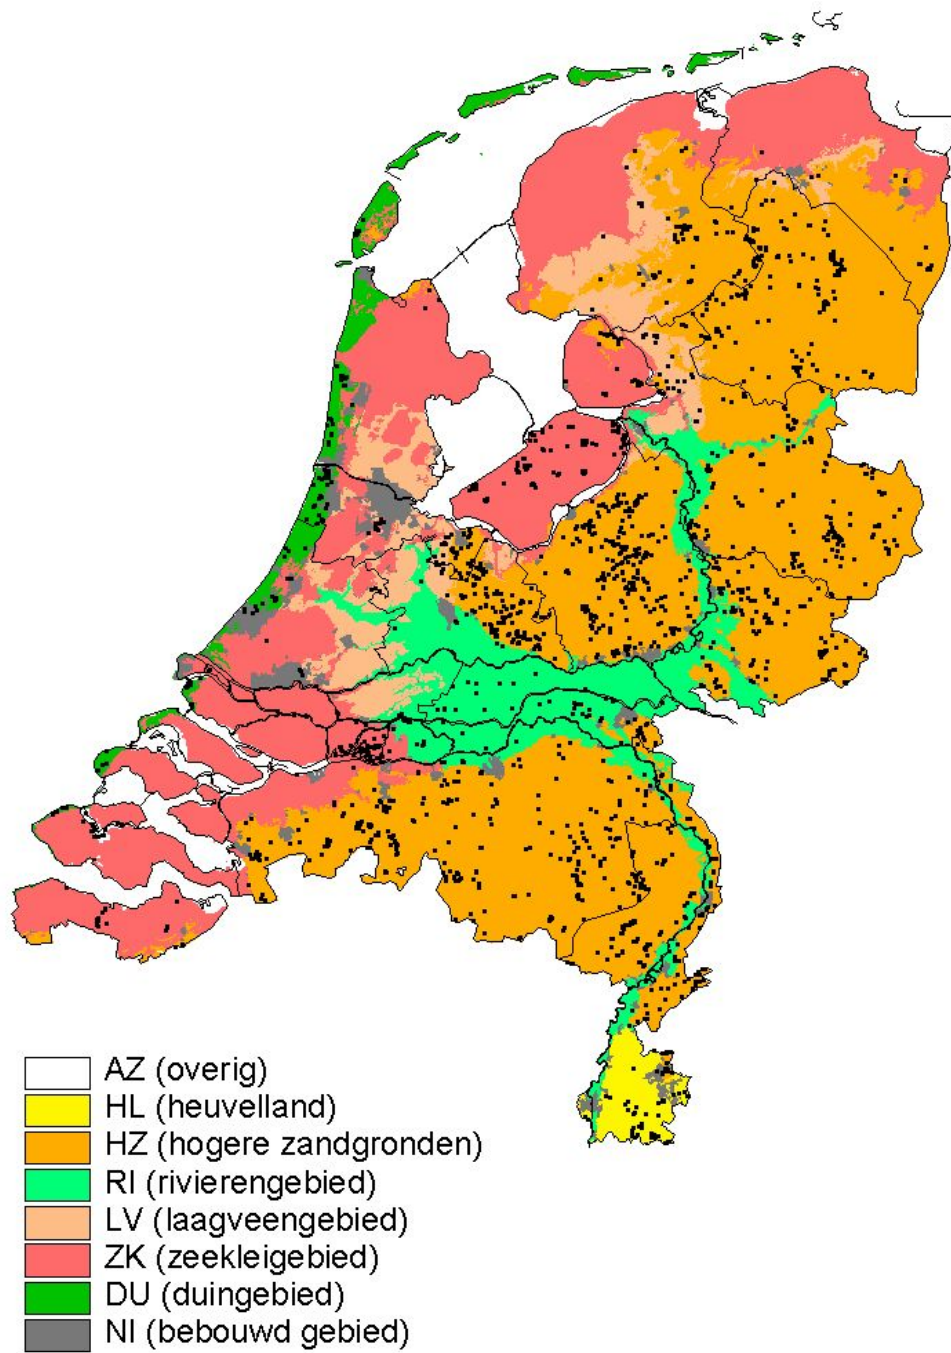 AZ (overig)
HL (heuvelland)
HZ (hogere zandgronden)
RI (rivierengebied)
LV (laagveengebied)
ZK (zeekleigebied)
DU (duingebied)
NI (bebouwd gebied)